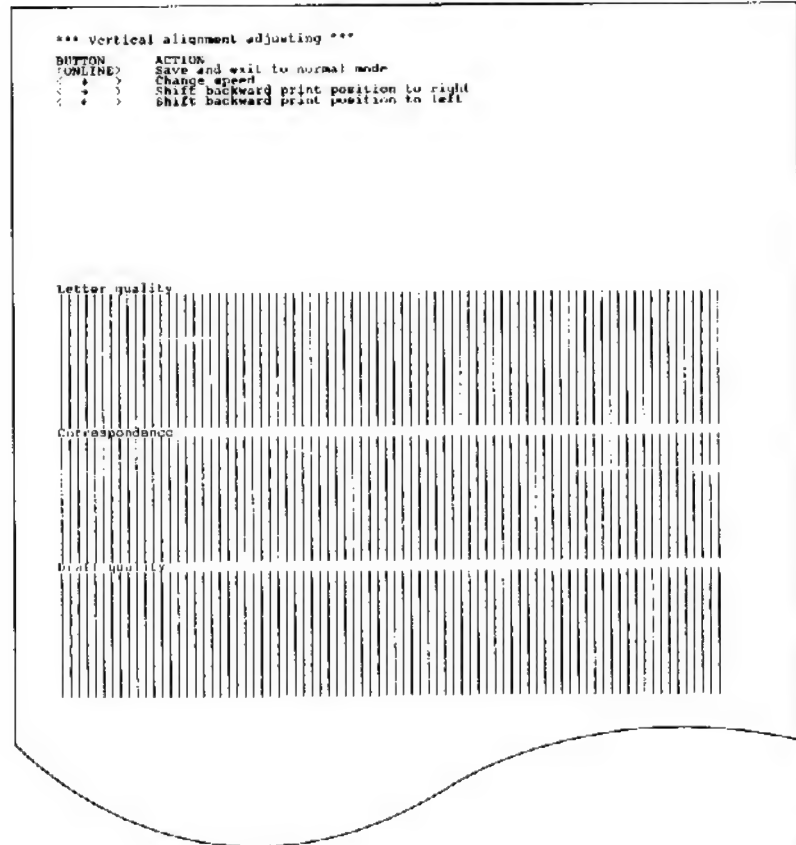 *** Vertical alignment adjusting ***
BUTTON ACTION
<ONLINE> Save and exit to normal mode
< > Change speed
< > Shift backward print position to right
< > Shift backward print position to left
Letter quality
Correspondence
Draft quality